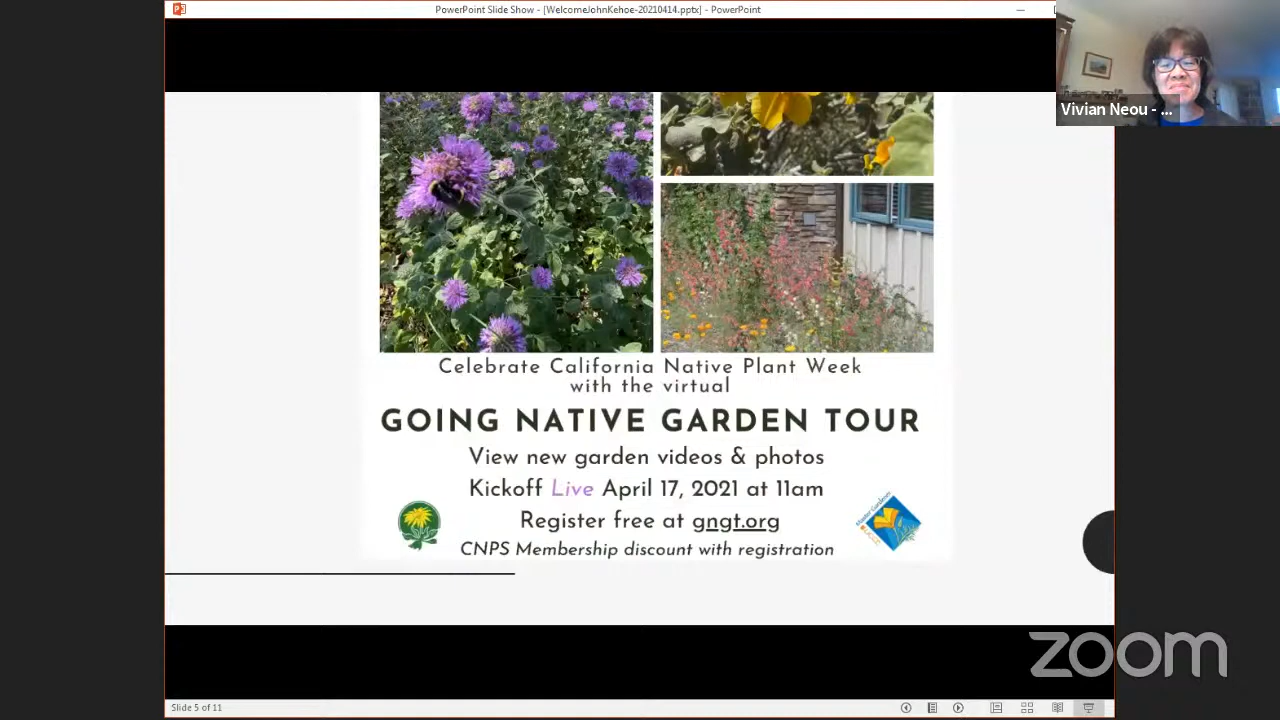 PowerPoint Slide Show - [WelcomeJohnKehoe-20210414.pptx] - PowerPoint
Vivian Neou - ...
Celebrate California Native Plant Week
with the virtual
GOING NATIVE GARDEN TOUR
View new garden videos & photos
Kickoff Live April 17, 2021 at 11am
Register free at gngt.org
CNPS Membership discount with registration
Master Gardeners
zoom
Slide 5 of 11